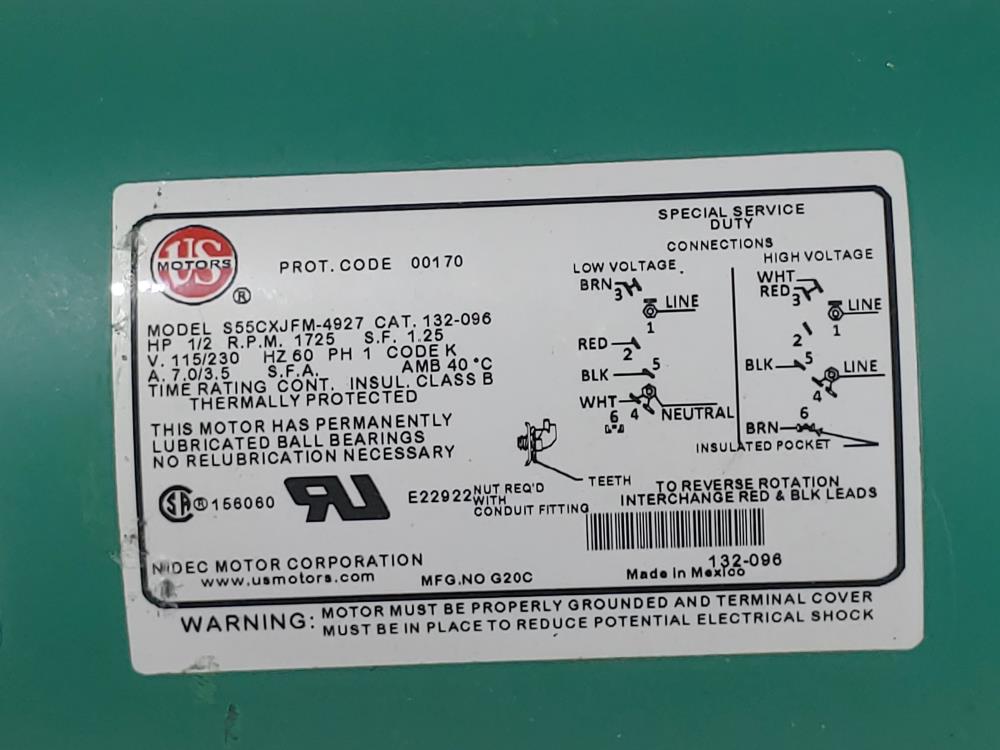 US
MOTORS
®
PROT. CODE 00170
MODEL S55CXJFM-4927 CAT. 132-096
HP 1/2 R.P.M. 1725 S.F. 1.25
V. 115/230 HZ 60 PH 1 CODE K
A. 7.0/3.5 S.F.A. AMB 40 °C
TIME RATING CONT. INSUL. CLASS B
THERMALLY PROTECTED
THIS MOTOR HAS PERMANENTLY
LUBRICATED BALL BEARINGS
NO RELUBRICATION NECESSARY
SA ® 156060
RU
E22922
NUT REQ'D
WITH
CONDUIT FITTING
TEETH
NIDEC MOTOR CORPORATION
www.usmotors.com
MFG.NO G20C
SPECIAL SERVICE
DUTY
CONNECTIONS
LOW VOLTAGE.
BRN 3
LINE
1
RED 2
BLK 5
WHT 4
6
NEUTRAL
HIGH VOLTAGE
WHT
RED 3
LINE
1
2
BLK 5
LINE
4
BRN 6
INSULATED POCKET
TO REVERSE ROTATION
INTERCHANGE RED & BLK LEADS
132-096
Made in Mexico
WARNING: MOTOR MUST BE PROPERLY GROUNDED AND TERMINAL COVER
MUST BE IN PLACE TO REDUCE POTENTIAL ELECTRICAL SHOCK